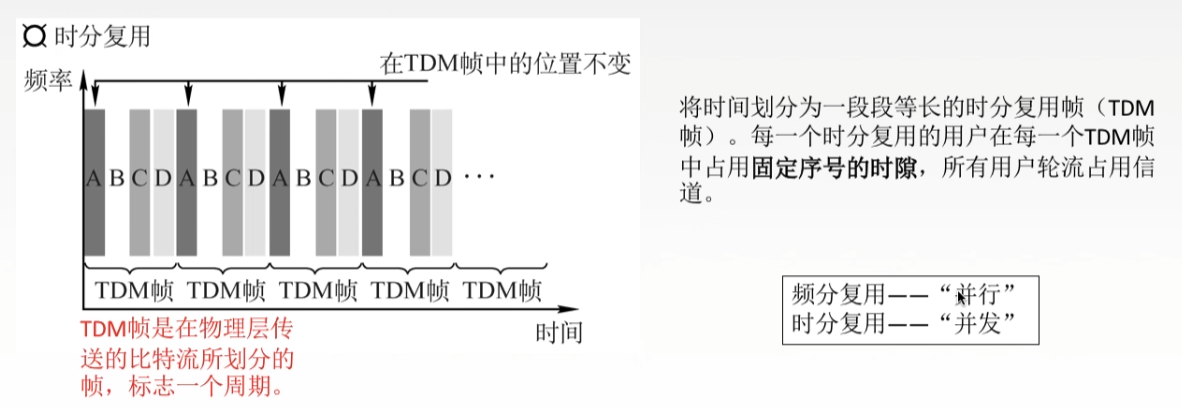 ¤ 时分复用
在TDM帧中的位置不变
频率
A B C D A B C D A B C D A B C D ···
TDM帧 TDM帧 TDM帧 TDM帧 TDM帧
时间
TDM帧是在物理层传
送的比特流所划分的
帧，标志一个周期。
将时间划分为一段段等长的时分复用帧（TDM
帧）。每一个时分复用的用户在每一个TDM帧
中占用固定序号的时隙，所有用户轮流占用信
道。
频分复用——“并行”
时分复用——“并发”